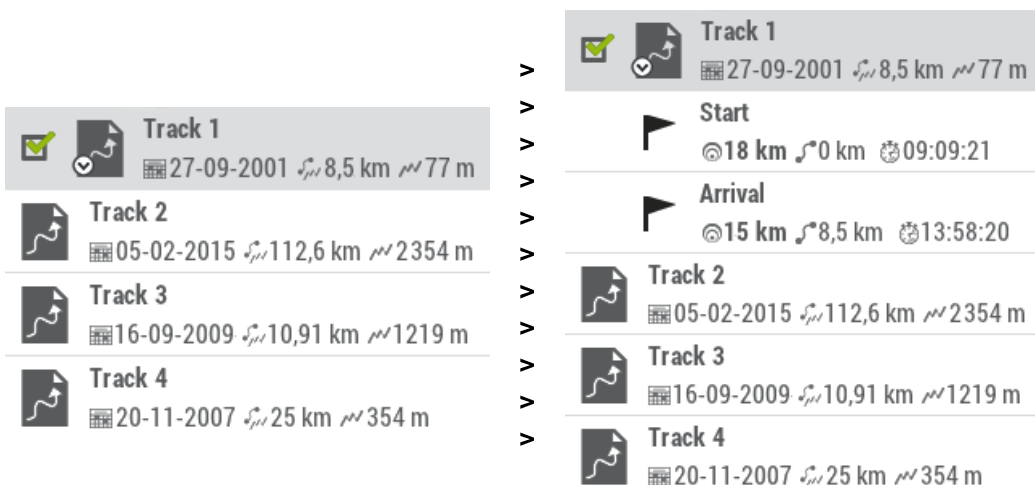 Track 1
27-09-2001 8,5 km 77 m
Track 2
05-02-2015 112,6 km 2354 m
Track 3
16-09-2009 10,91 km 1219 m
Track 4
20-11-2007 25 km 354 m
>
>
>
>
>
>
>
>
>
>
>
Track 1
27-09-2001 8,5 km 77 m
Start
18 km 0 km 09:09:21
Arrival
15 km 8,5 km 13:58:20
Track 2
05-02-2015 112,6 km 2354 m
Track 3
16-09-2009 10,91 km 1219 m
Track 4
20-11-2007 25 km 354 m